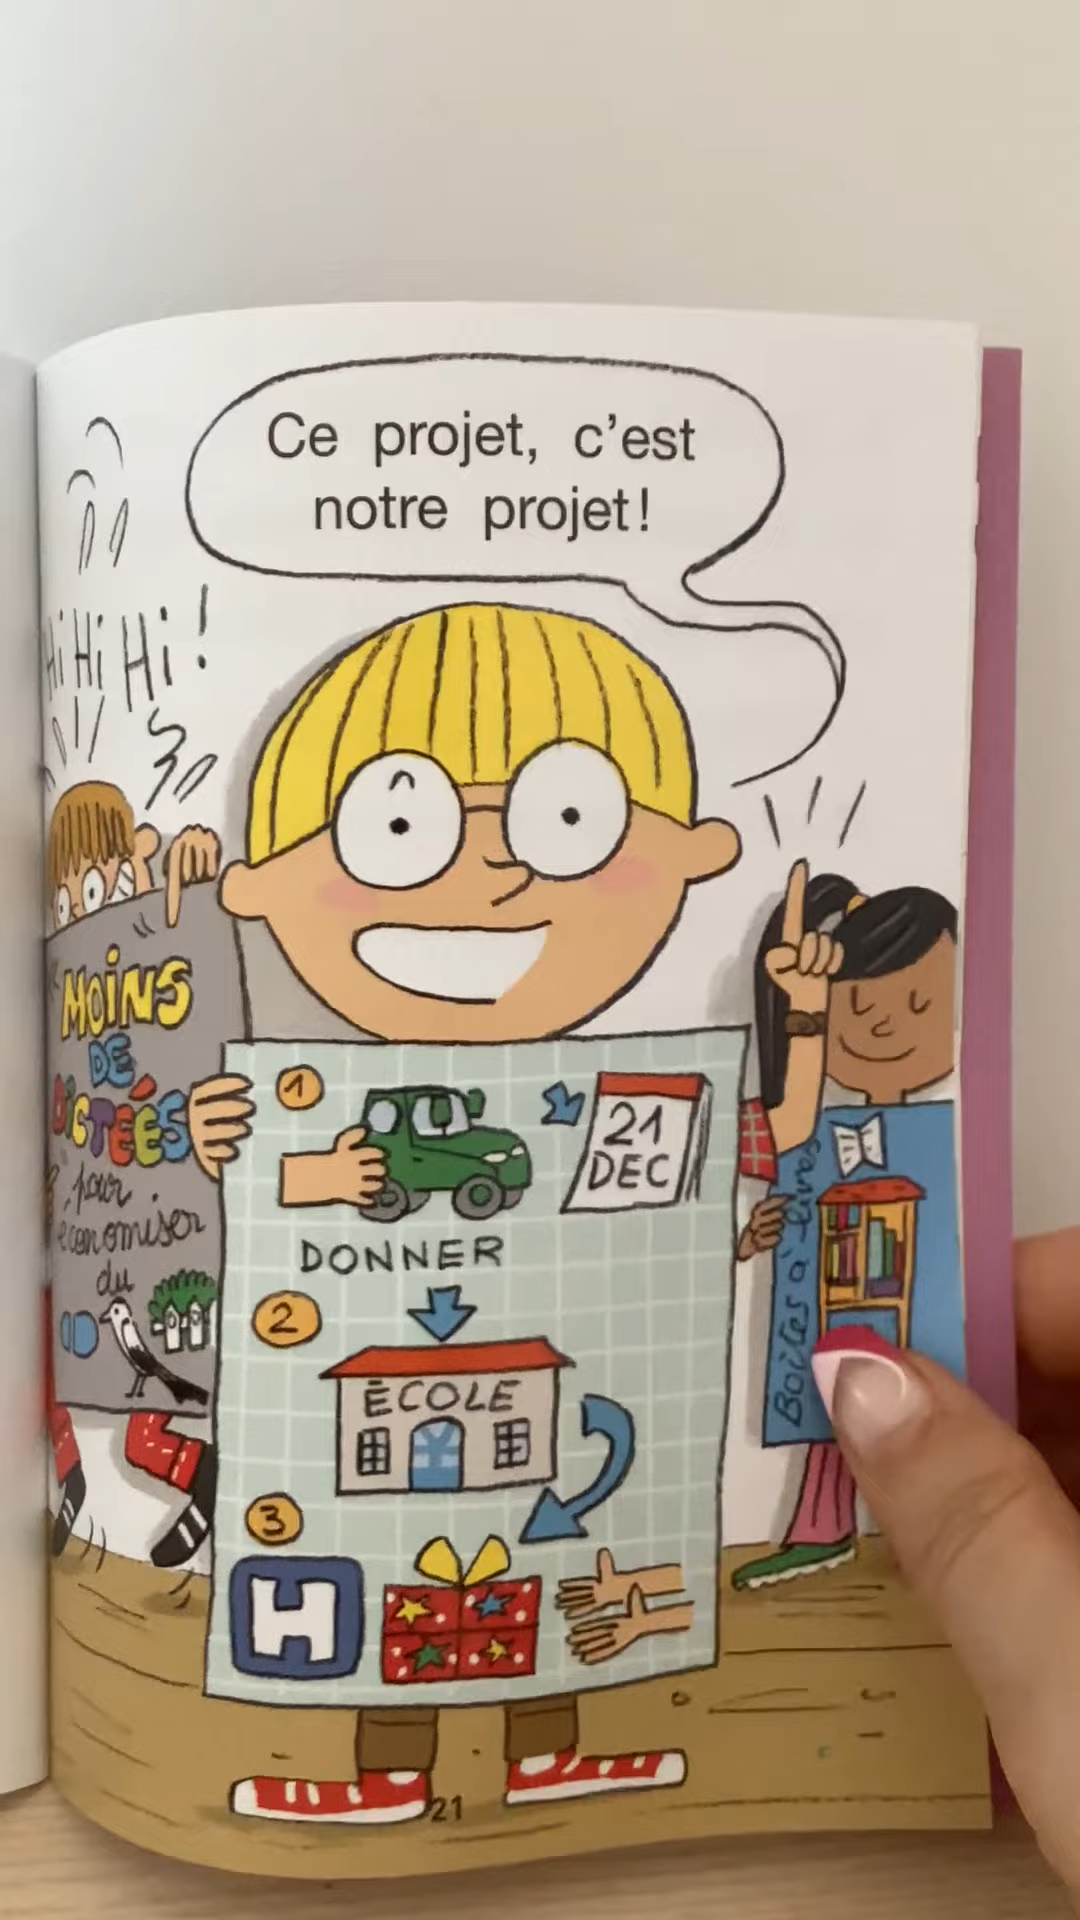 Ce projet, c'est
notre projet!
Hi Hi Hi !
MOINS
DE
DICTEÉS
pour
économiser
du
1
21
DEC
DONNER
2
ÉCOLE
3
H
Boîtes à livres
21